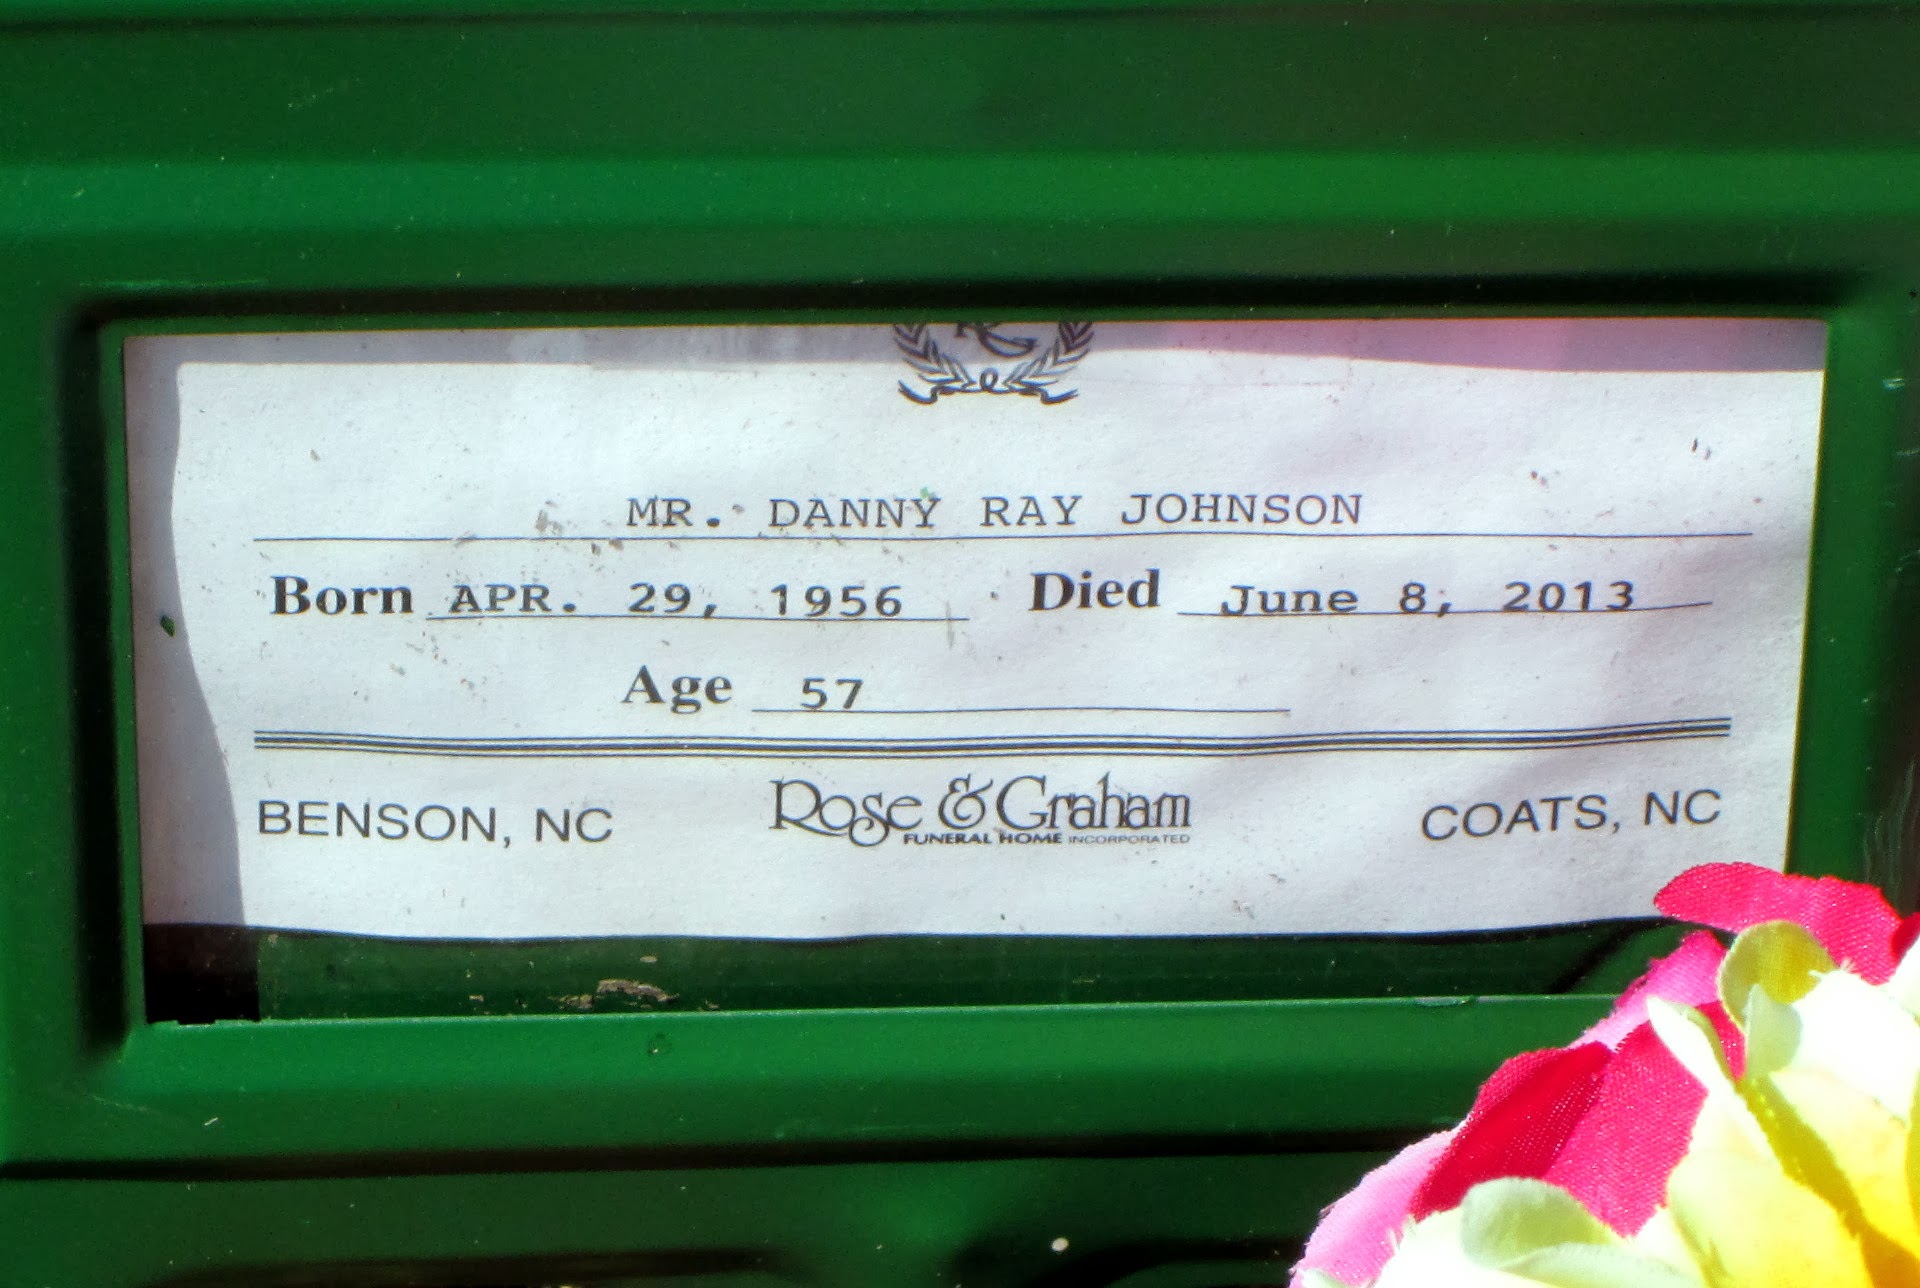 MR. DANNY RAY JOHNSON
Born APR. 29, 1956 Died June 8, 2013
Age 57
BENSON, NC Rose & Graham COATS, NC
FUNERAL HOME INCORPORATED